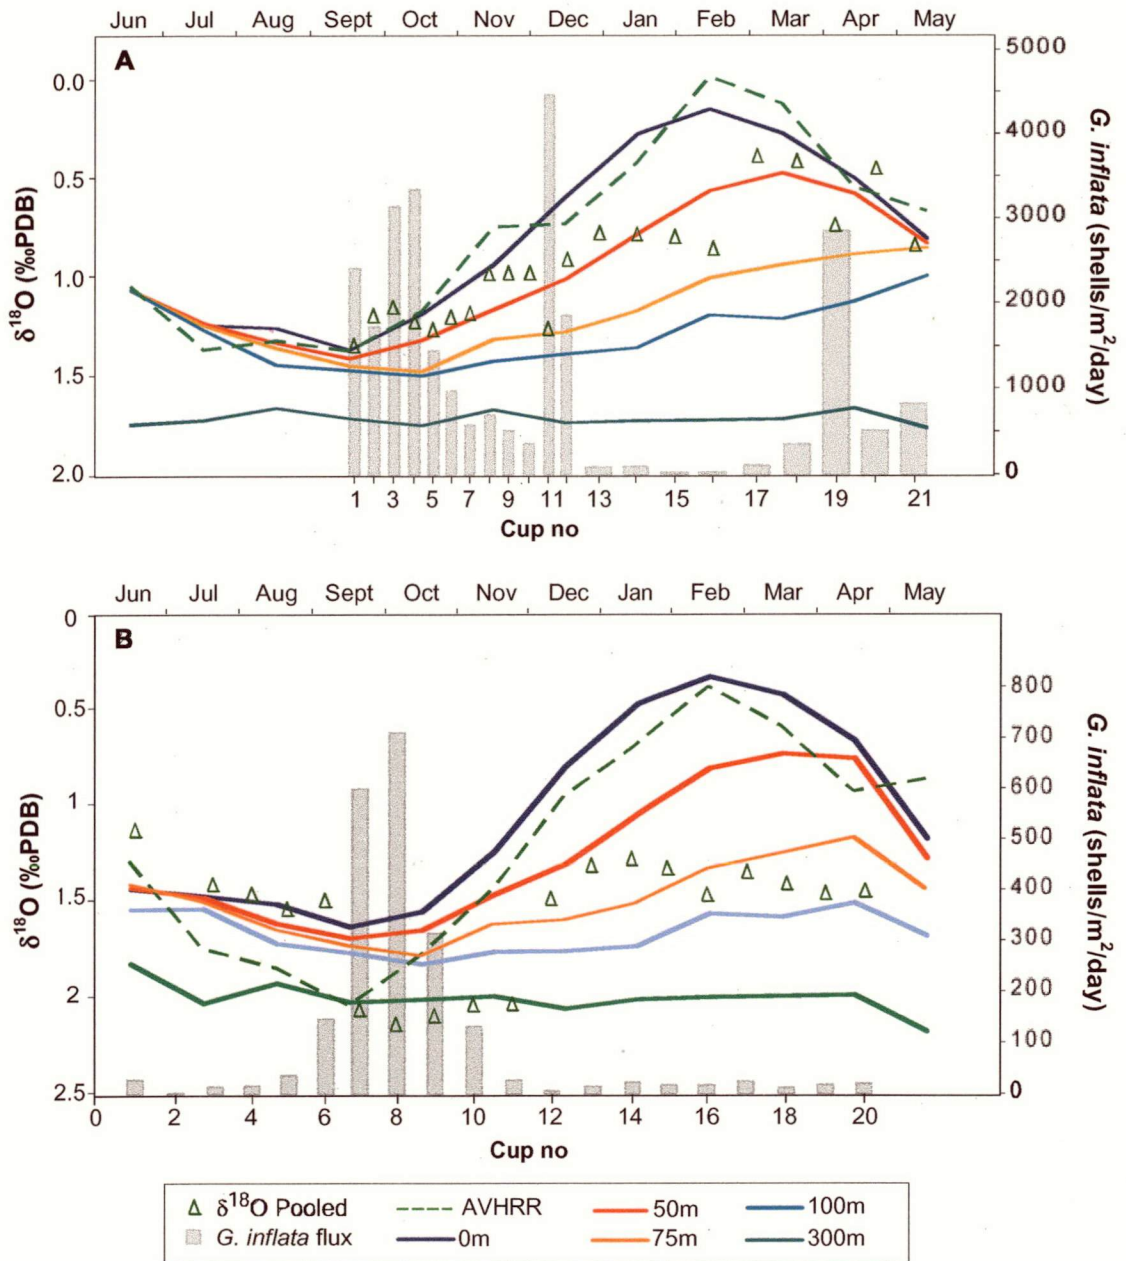 Jun Jul Aug Sept Oct Nov Dec Jan Feb Mar Apr May
A
0.0
0.5
1.0
1.5
2.0
δ18O (‰PDB)
5000
4000
3000
2000
1000
0
G. inflata (shells/m2/day)
1 3 5 7 9 11 13 15 17 19 21
Cup no
Jun Jul Aug Sept Oct Nov Dec Jan Feb Mar Apr May
B
0
0.5
1
1.5
2
2.5
δ18O (‰PDB)
800
700
600
500
400
300
200
100
0
G. inflata (shells/m2/day)
0 2 4 6 8 10 12 14 16 18 20
Cup no
δ18O Pooled AVHRR 50m 100m
G. inflata flux 0m 75m 300m